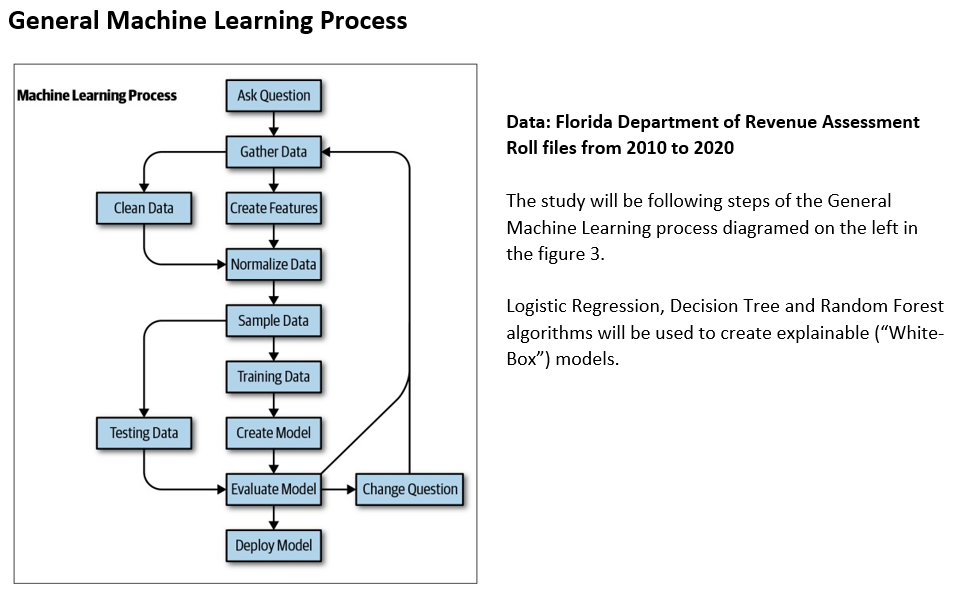 General Machine Learning Process
Machine Learning Process
Ask Question
Gather Data
Clean Data
Create Features
Normalize Data
Sample Data
Training Data
Testing Data
Create Model
Evaluate Model
Change Question
Deploy Model
Data: Florida Department of Revenue Assessment
Roll files from 2010 to 2020
The study will be following steps of the General
Machine Learning process diagramed on the left in
the figure 3.
Logistic Regression, Decision Tree and Random Forest
algorithms will be used to create explainable (“White-
Box”) models.